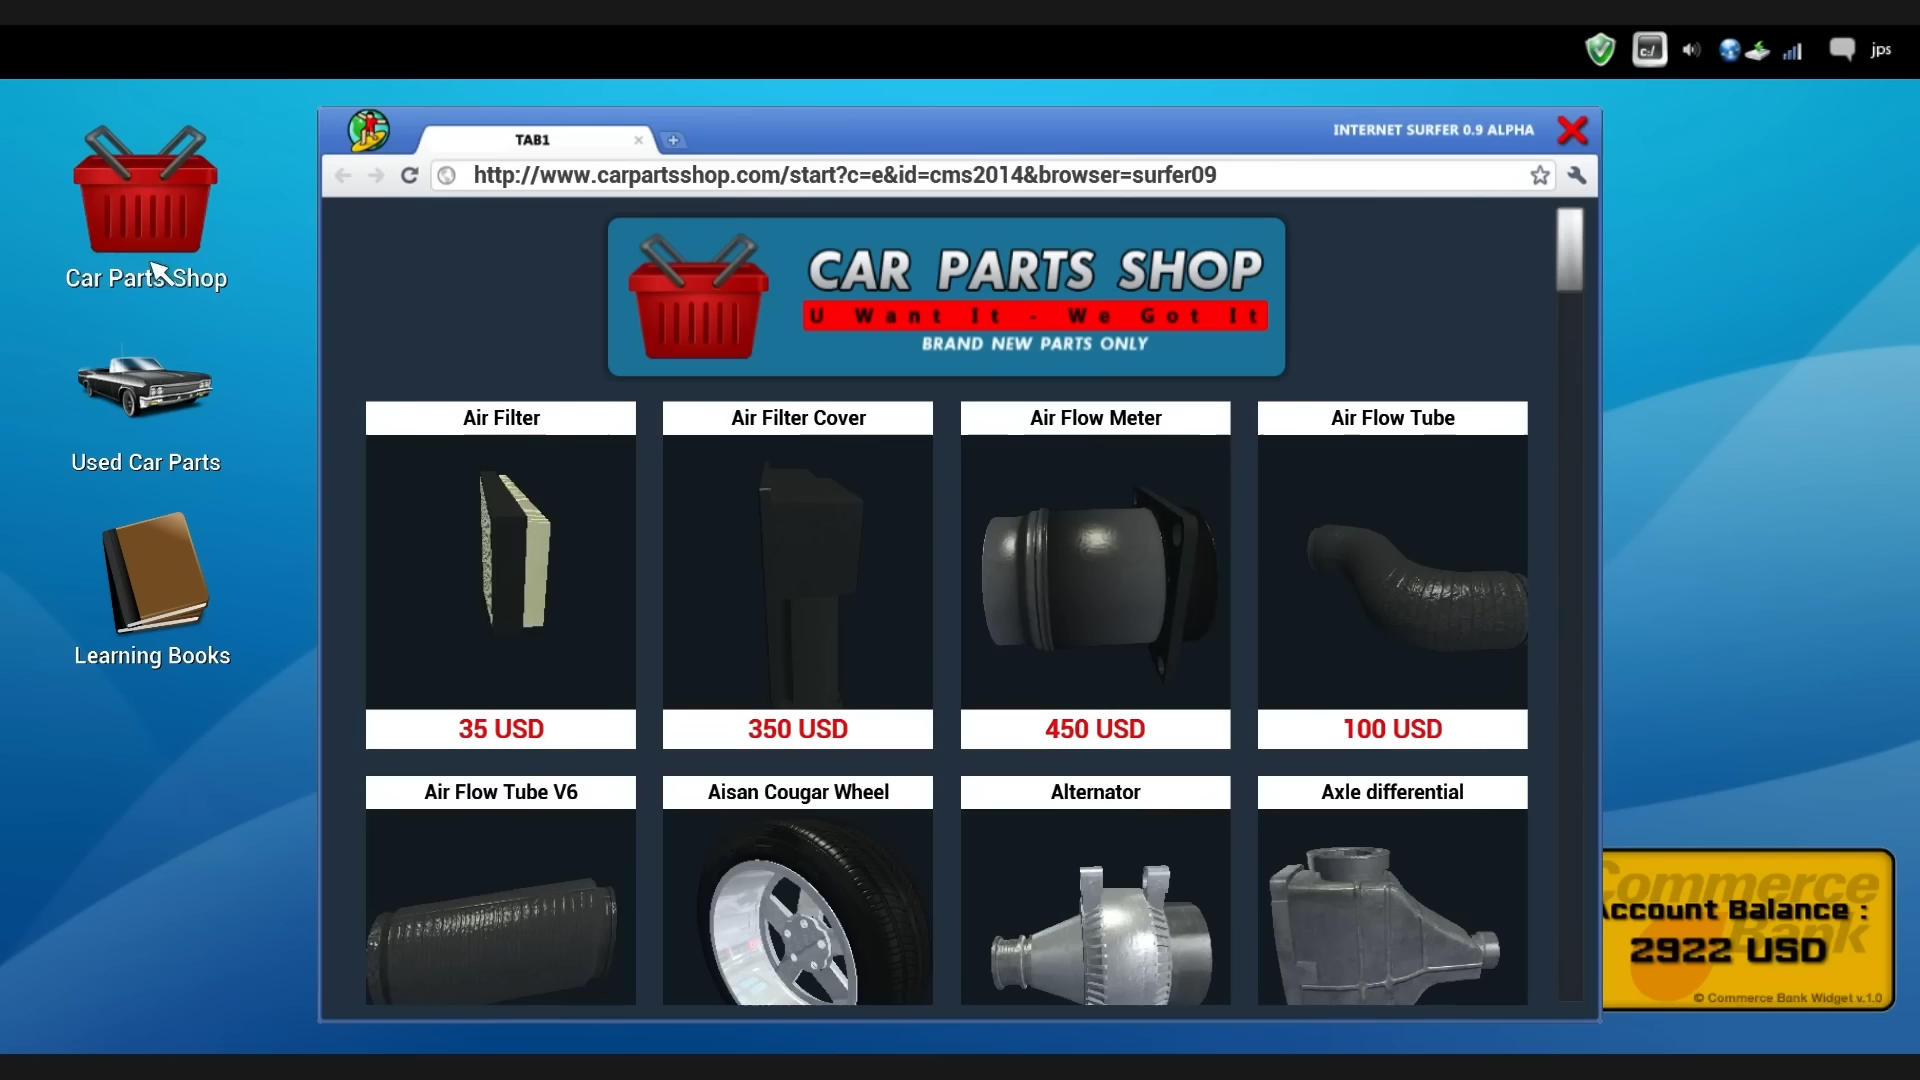 jps
Car Parts Shop
Used Car Parts
Learning Books
TAB1
INTERNET SURFER 0.9 ALPHA
http://www.carpartsshop.com/start?c=e&id=cms2014&browser=surfer09
CAR PARTS SHOP
U Want It - We Got It
BRAND NEW PARTS ONLY
Air Filter
Air Filter Cover
Air Flow Meter
Air Flow Tube
35 USD
350 USD
450 USD
100 USD
Air Flow Tube V6
Aisan Cougar Wheel
Alternator
Axle differential
Commerce
Bank
Account Balance :
2922 USD
© Commerce Bank Widget v.1.0
c:/